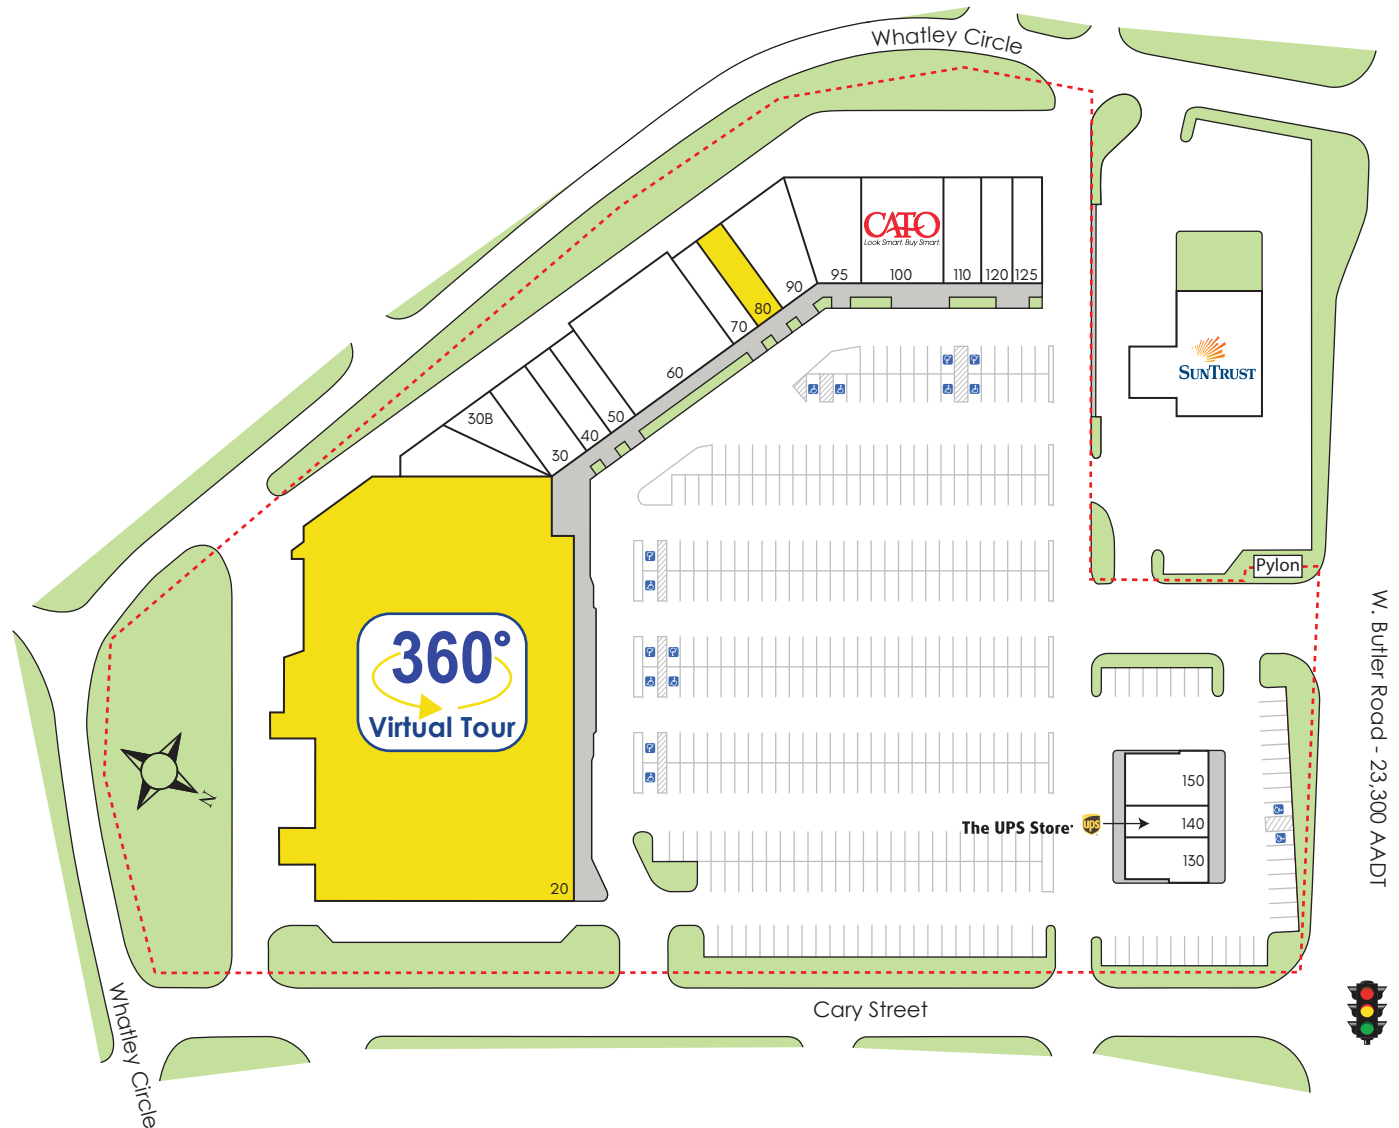 Whatley Circle
CATO
Look Smart. Buy Smart.
95
100
110
120
125
90
80
70
60
50
40
30
30B
SUNTRUST
Pylon
W. Butler Road - 23,300 AADT
360°
Virtual Tour
20
N
150
The UPS Store
ups
140
130
Cary Street
Whatley Circle